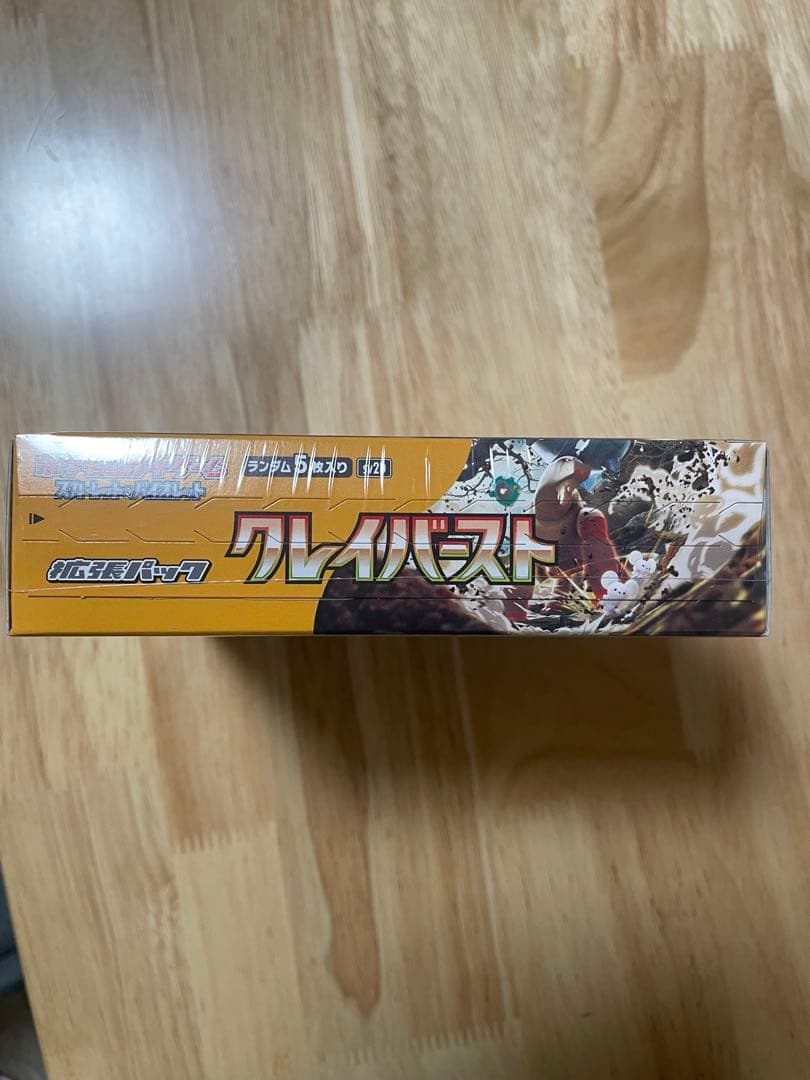 ポケモンカードゲーム
スカーレット&バイオレット
ランダム5枚入り
sv2D
拡張パック
クレイバースト